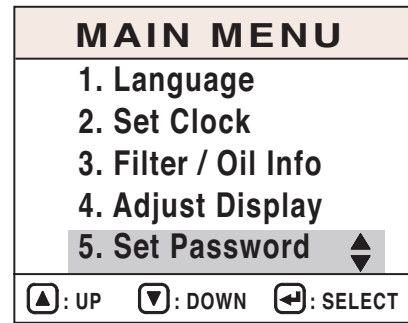 MAIN MENU
1. Language
2. Set Clock
3. Filter / Oil Info
4. Adjust Display
5. Set Password
: UP : DOWN : SELECT